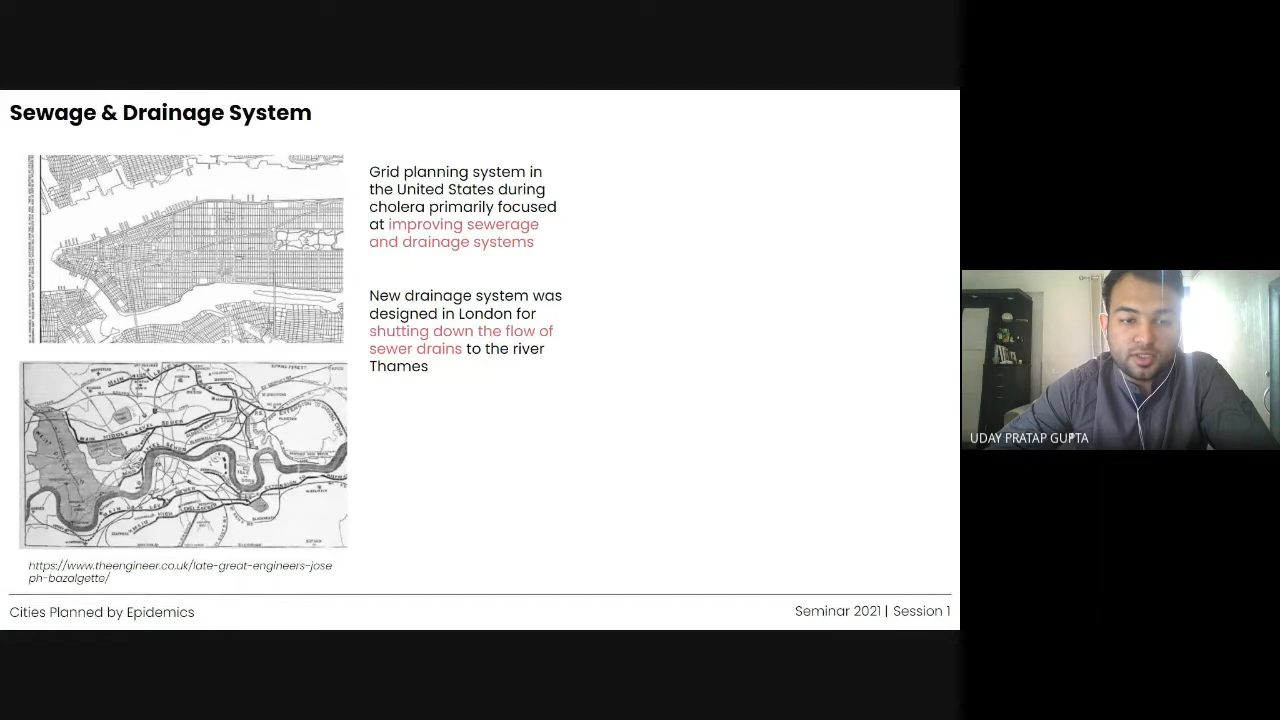 Sewage & Drainage System
Grid planning system in
the United States during
cholera primarily focused
at improving sewerage
and drainage systems
New drainage system was
designed in London for
shutting down the flow of
sewer drains to the river
Thames
MIDDLE LEVEL SEWER
https://www.theengineer.co.uk/late-great-engineers-jose
ph-bazalgette/
Cities Planned by Epidemics
Seminar 2021 | Session 1
UDAY PRATAP GUPTA